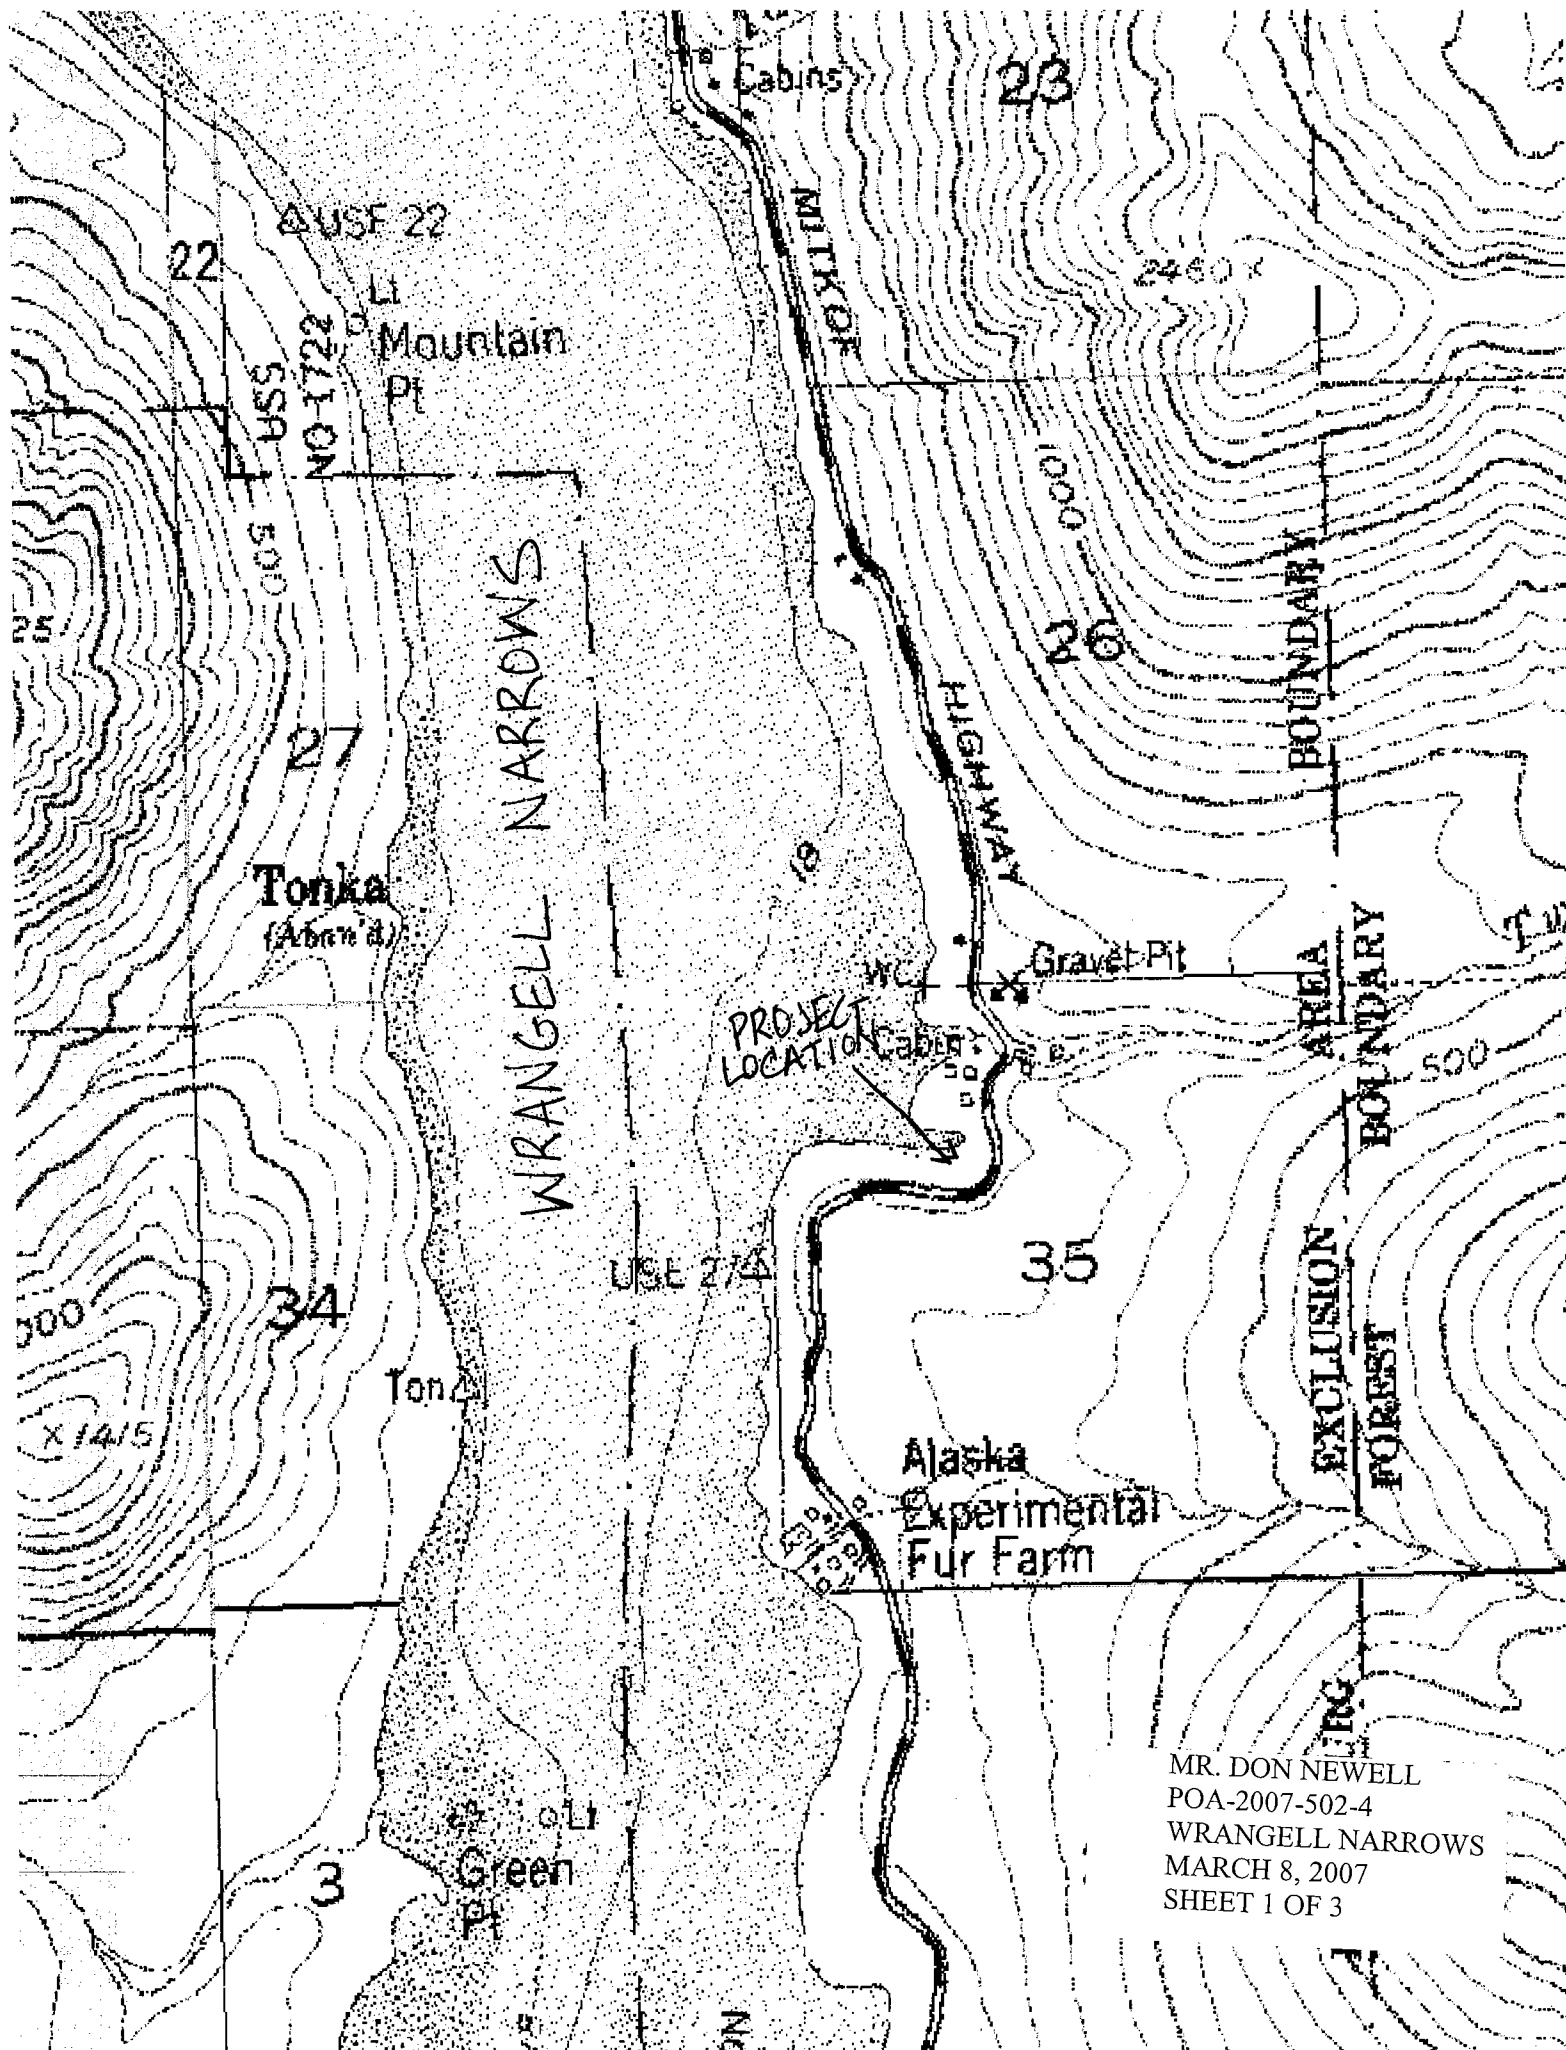 Cabins
23
MITKOF
USF 22
22
2460 X
Lt
Mountain
Pt
USS
NO 1722
500
1000
26
BOUNDARY
WRANGELL NARROWS
27
HIGHWAY
18
Tonka
(Aban'd)
WC
Gravel Pit
AREA
BOUNDARY
PROJECT
LOCATION
Cabin
500
35
34
EXCLUSION
FOREST
Ton
X 1415
Alaska
Experimental
Fur Farm
Lt
Green
Pt
3
MR. DON NEWELL
POA-2007-502-4
WRANGELL NARROWS
MARCH 8, 2007
SHEET 1 OF 3